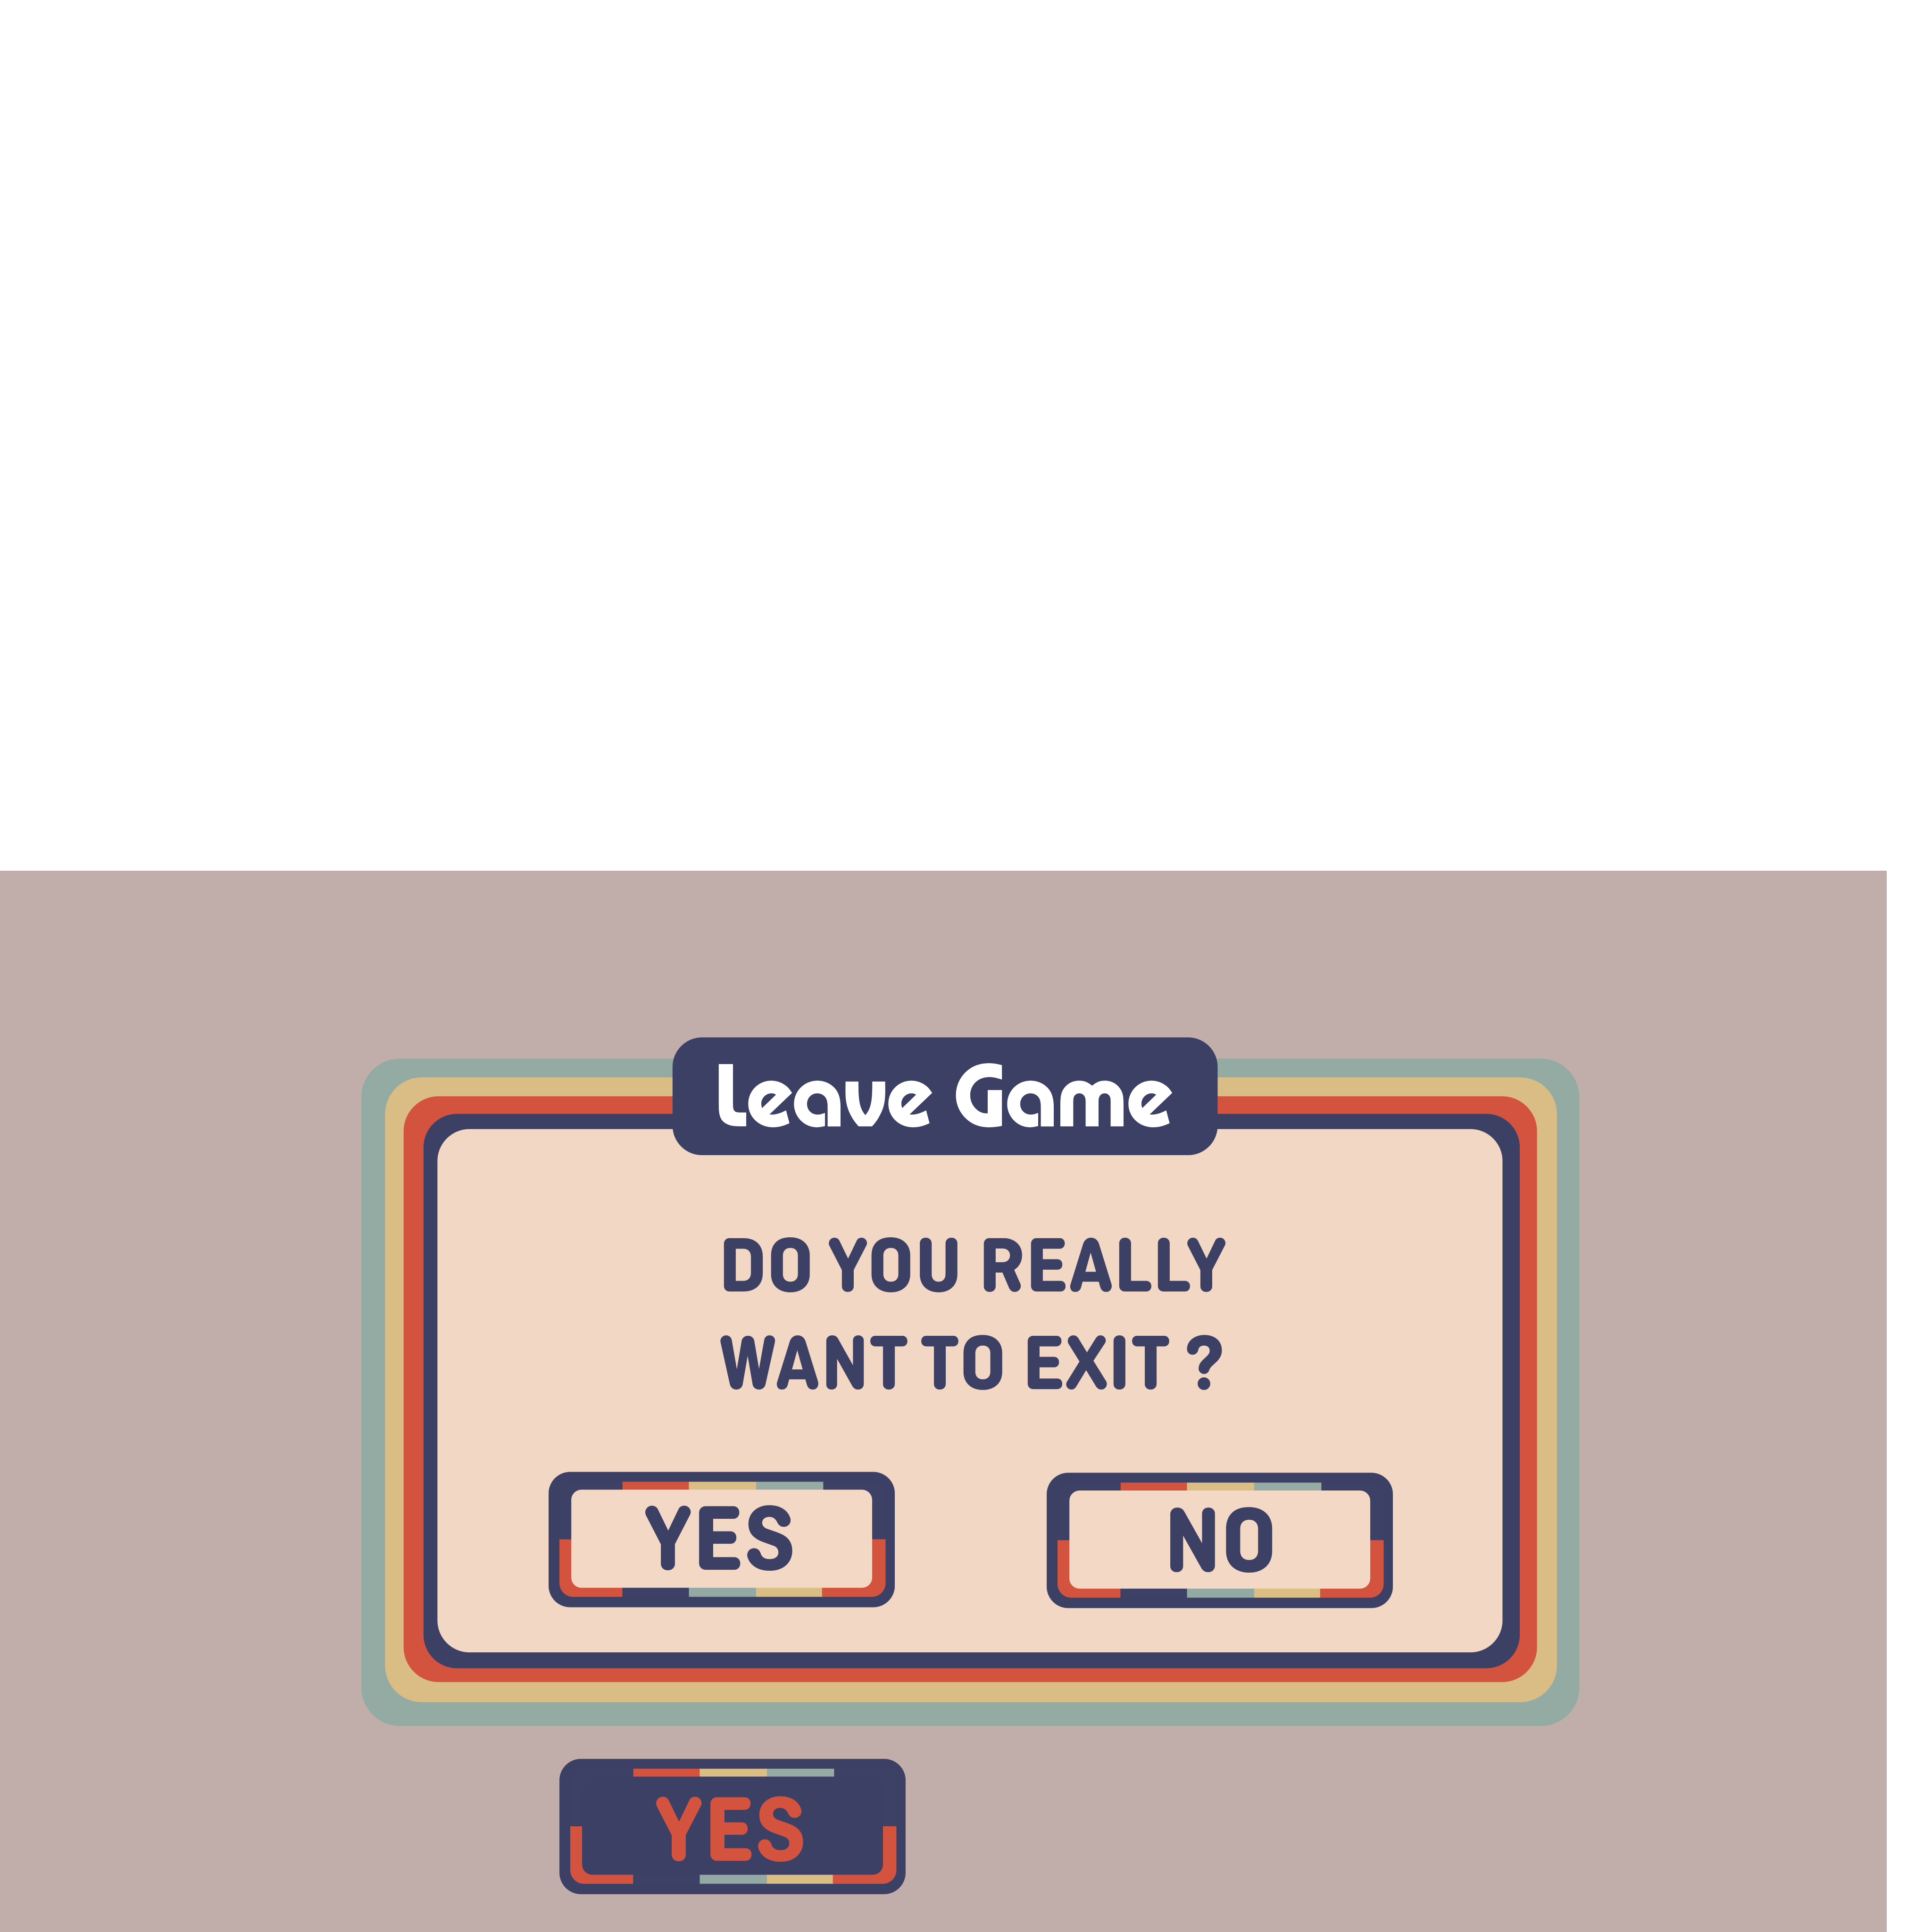 Leave Game
DO YOU REALLY
WANT TO EXIT ?
YES
NO
YES